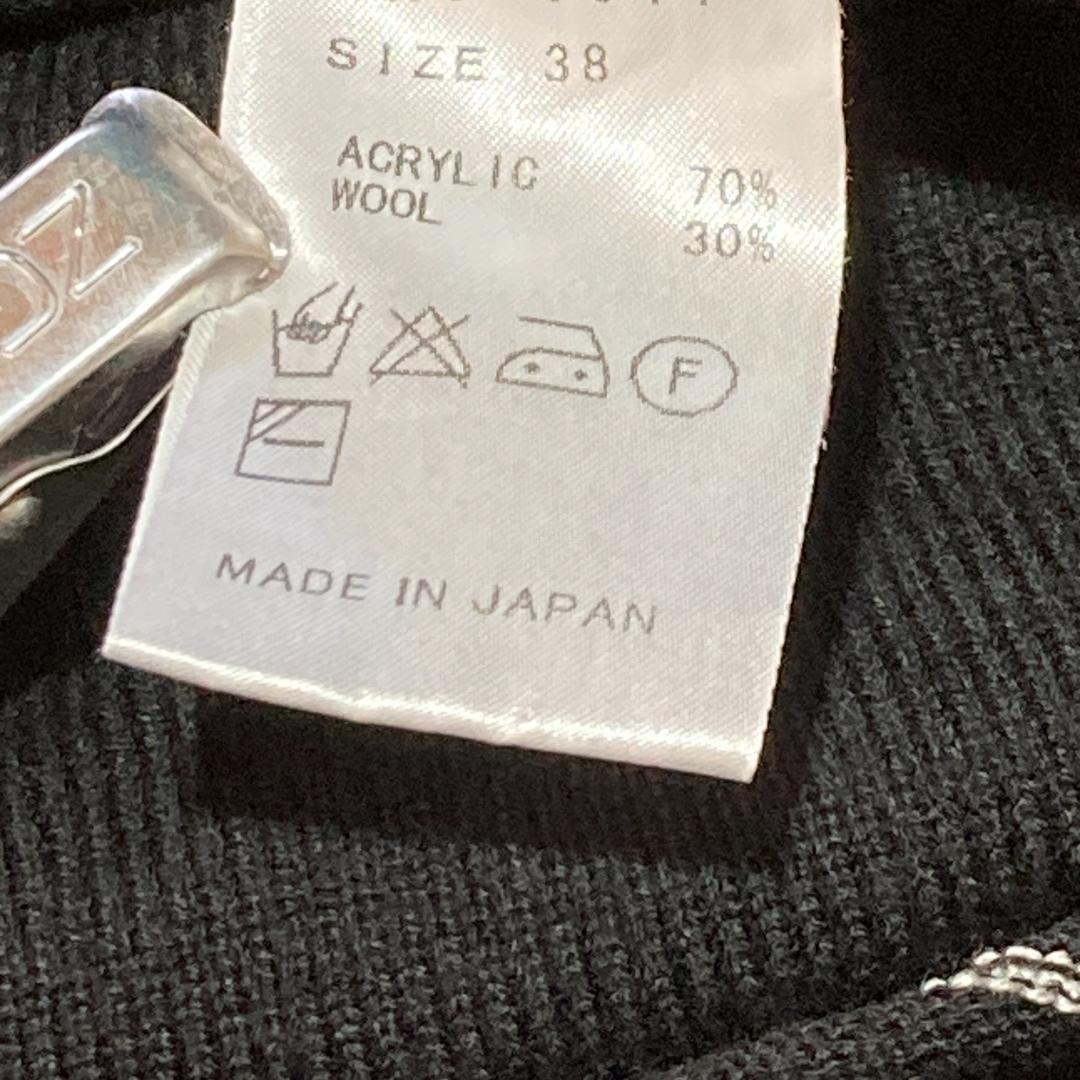 SIZE 38
ACRYLIC 70%
WOOL 30%
F
MADE IN JAPAN